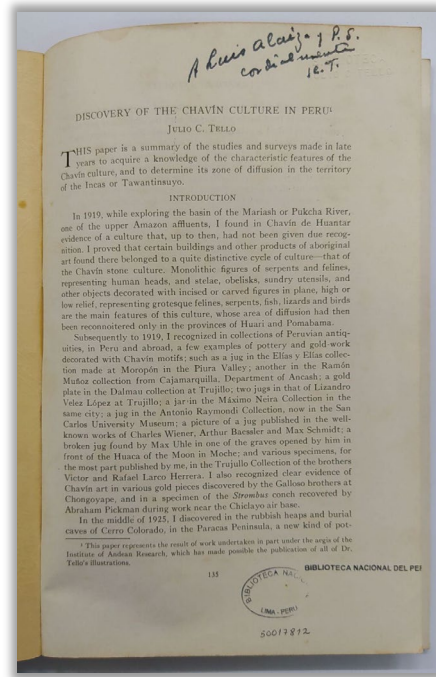 A Luis Alaiza y P.S.
cordialmente
J.C.T.
DISCOVERY OF THE CHAVÍN CULTURE IN PERU¹
JULIO C. TELLO
THIS paper is a summary of the studies and surveys made in late
years to acquire a knowledge of the characteristic features of the
Chavín culture, and to determine its zone of diffusion in the territory
of the Incas or Tawantinsuyo.
INTRODUCTION
In 1919, while exploring the basin of the Mariash or Pukcha River,
one of the upper Amazon affluents, I found in Chavín de Huantar
evidence of a culture that, up to then, had not been given due recog-
nition. I proved that certain buildings and other products of aboriginal
art found there belonged to a quite distinctive cycle of culture—that of
the Chavín stone culture. Monolithic figures of serpents and felines,
representing human heads, and stelae, obelisks, sundry utensils, and
other objects decorated with incised or carved figures in plane, high or
low relief, representing grotesque felines, serpents, fish, lizards and birds
are the main features of this culture, whose area of diffusion had then
been reconnoitered only in the provinces of Huari and Pomabama.
Subsequently to 1919, I recognized in collections of Peruvian antiq-
uities, in Peru and abroad, a few examples of pottery and gold-work
decorated with Chavín motifs; such as a jug in the Elías y Elías collec-
tion made at Moropón in the Piura Valley; another in the Ramón
Muñoz collection from Cajamarquilla, Department of Ancash; a gold
plate in the Dalmau collection at Trujillo; two jugs in that of Lizandro
Velez López at Trujillo; a jar in the Máximo Neira Collection in the
same city; a jug in the Antonio Raymondi Collection, now in the San
Carlos University Museum; a picture of a jug published in the well-
known works of Charles Wiener, Arthur Baessler and Max Schmidt; a
broken jug found by Max Uhle in one of the graves opened by him in
front of the Huaca of the Moon in Moche; and various specimens, for
the most part published by me, in the Trujullo Collection of the brothers
Victor and Rafael Larco Herrera. I also recognized clear evidence of
Chavín art in various gold pieces discovered by the Galloso brothers at
Chongoyape, and in a specimen of the Strombus conch recovered by
Abraham Pickman during work near the Chiclayo air base.
In the middle of 1925, I discovered in the rubbish heaps and burial
caves of Cerro Colorado, in the Paracas Peninsula, a new kind of pot-
¹ This paper represents the result of work undertaken in part under the aegis of the
Institute of Andean Research, which has made possible the publication of all of Dr.
Tello's illustrations.
135
BIBLIOTECA NACIONAL DEL PER
BIBLIOTECA NA
LIMA - PERU
50017812